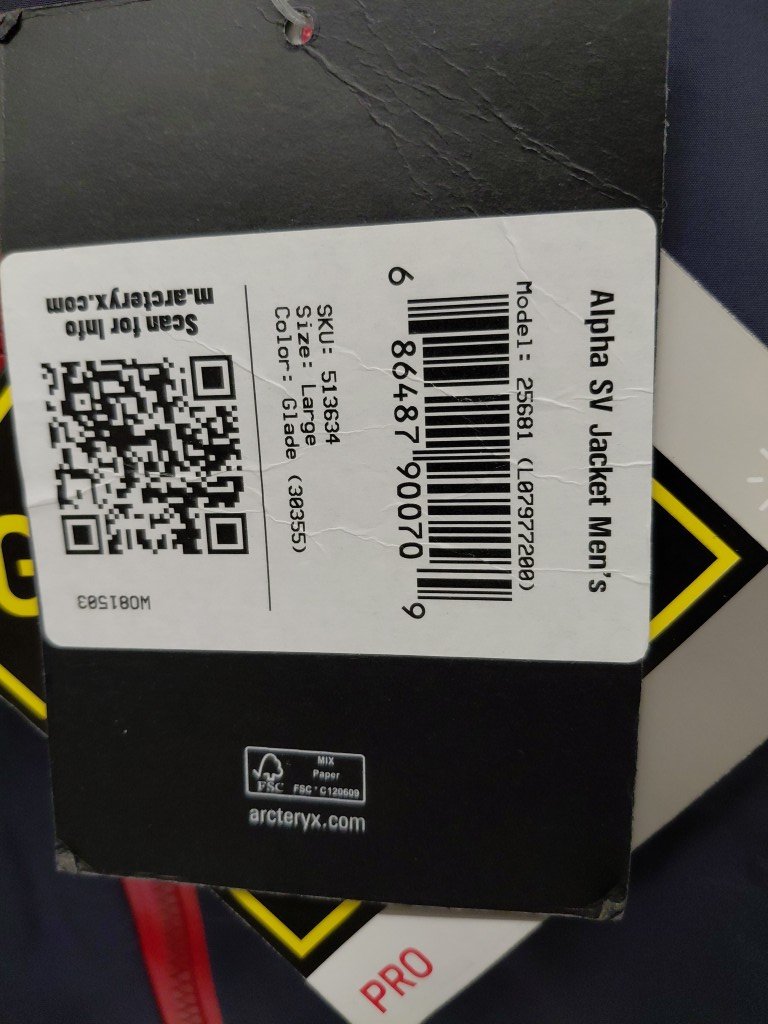 Alpha SV Jacket Men's
Model: 25681 (L07977200)
6 86487 90070 9
SKU: 513634
Size: Large
Color: Glade (30355)
Scan for Info
m.arcteryx.com
WO81503
FSC
MIX
Paper
FSC® C120609
arcteryx.com
G
PRO